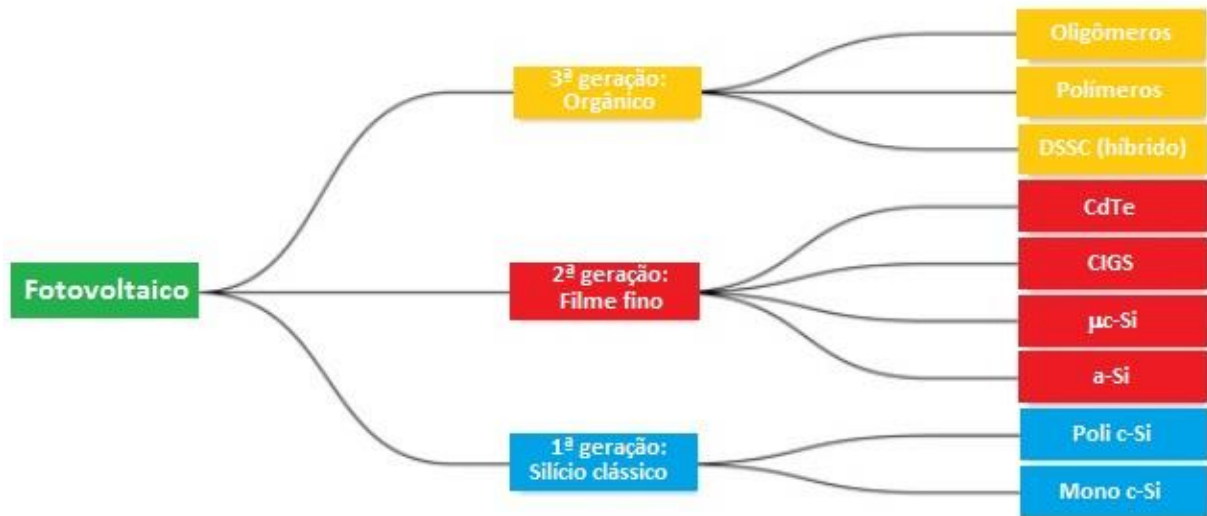 Oligômeros
3ª geração:
Orgânico
Polímeros
DSSC (híbrido)
CdTe
CIGS
Fotovoltaico
2ª geração:
Filme fino
µc-Si
a-Si
1ª geração:
Silício clássico
Poli c-Si
Mono c-Si